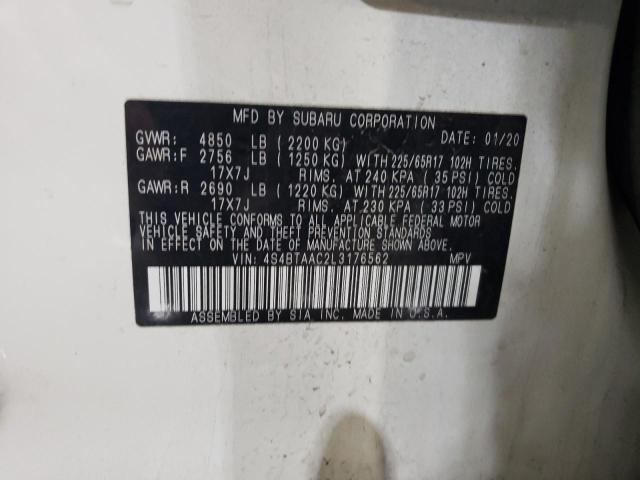 MFD BY SUBARU CORPORATION
GVWR: 4850 LB ( 2200 KG) DATE: 01/20
GAWR:F 2756 LB ( 1250 KG) WITH 225/65R17 102H TIRES,
17X7J RIMS, AT 240 KPA ( 35 PSI) COLD
GAWR:R 2690 LB ( 1220 KG) WITH 225/65R17 102H TIRES,
17X7J RIMS, AT 230 KPA ( 33 PSI) COLD
THIS VEHICLE CONFORMS TO ALL APPLICABLE FEDERAL MOTOR
VEHICLE SAFETY, BUMPER, AND THEFT PREVENTION STANDARDS
IN EFFECT ON THE DATE OF MANUFACTURE SHOWN ABOVE.
VIN: 4S4BTAAC2L3176562 MPV
ASSEMBLED BY SIA INC. MADE IN U.S.A.